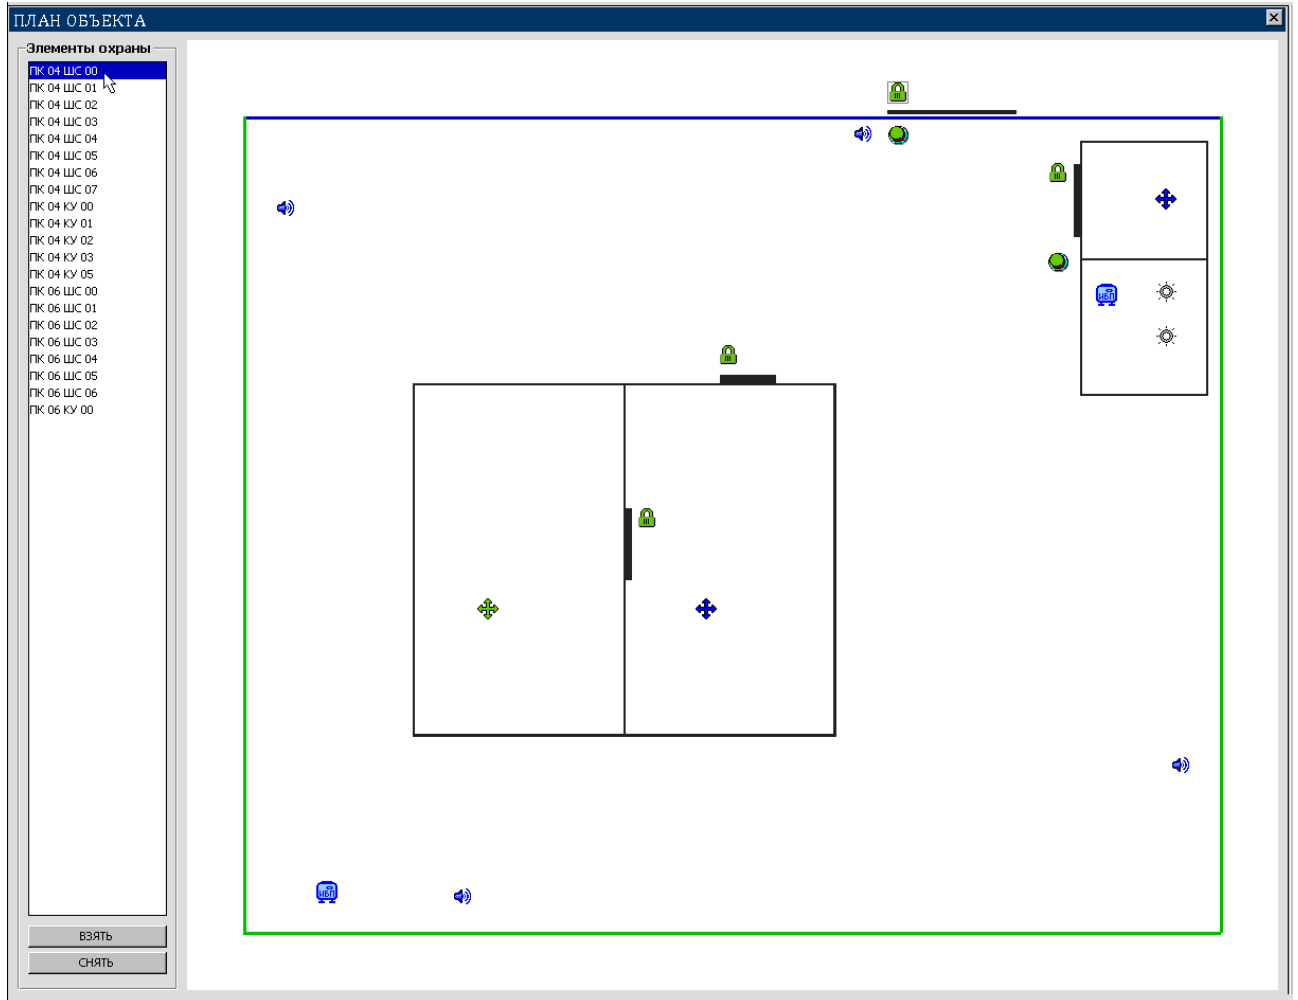 ПЛАН ОБЪЕКТА
Элементы охраны
ПК 04 ШС 00
ПК 04 ШС 01
ПК 04 ШС 02
ПК 04 ШС 03
ПК 04 ШС 04
ПК 04 ШС 05
ПК 04 ШС 06
ПК 04 ШС 07
ПК 04 КУ 00
ПК 04 КУ 01
ПК 04 КУ 02
ПК 04 КУ 03
ПК 04 КУ 05
ПК 06 ШС 00
ПК 06 ШС 01
ПК 06 ШС 02
ПК 06 ШС 03
ПК 06 ШС 04
ПК 06 ШС 05
ПК 06 ШС 06
ПК 06 КУ 00
ИБП
ИБП
ВЗЯТЬ
СНЯТЬ